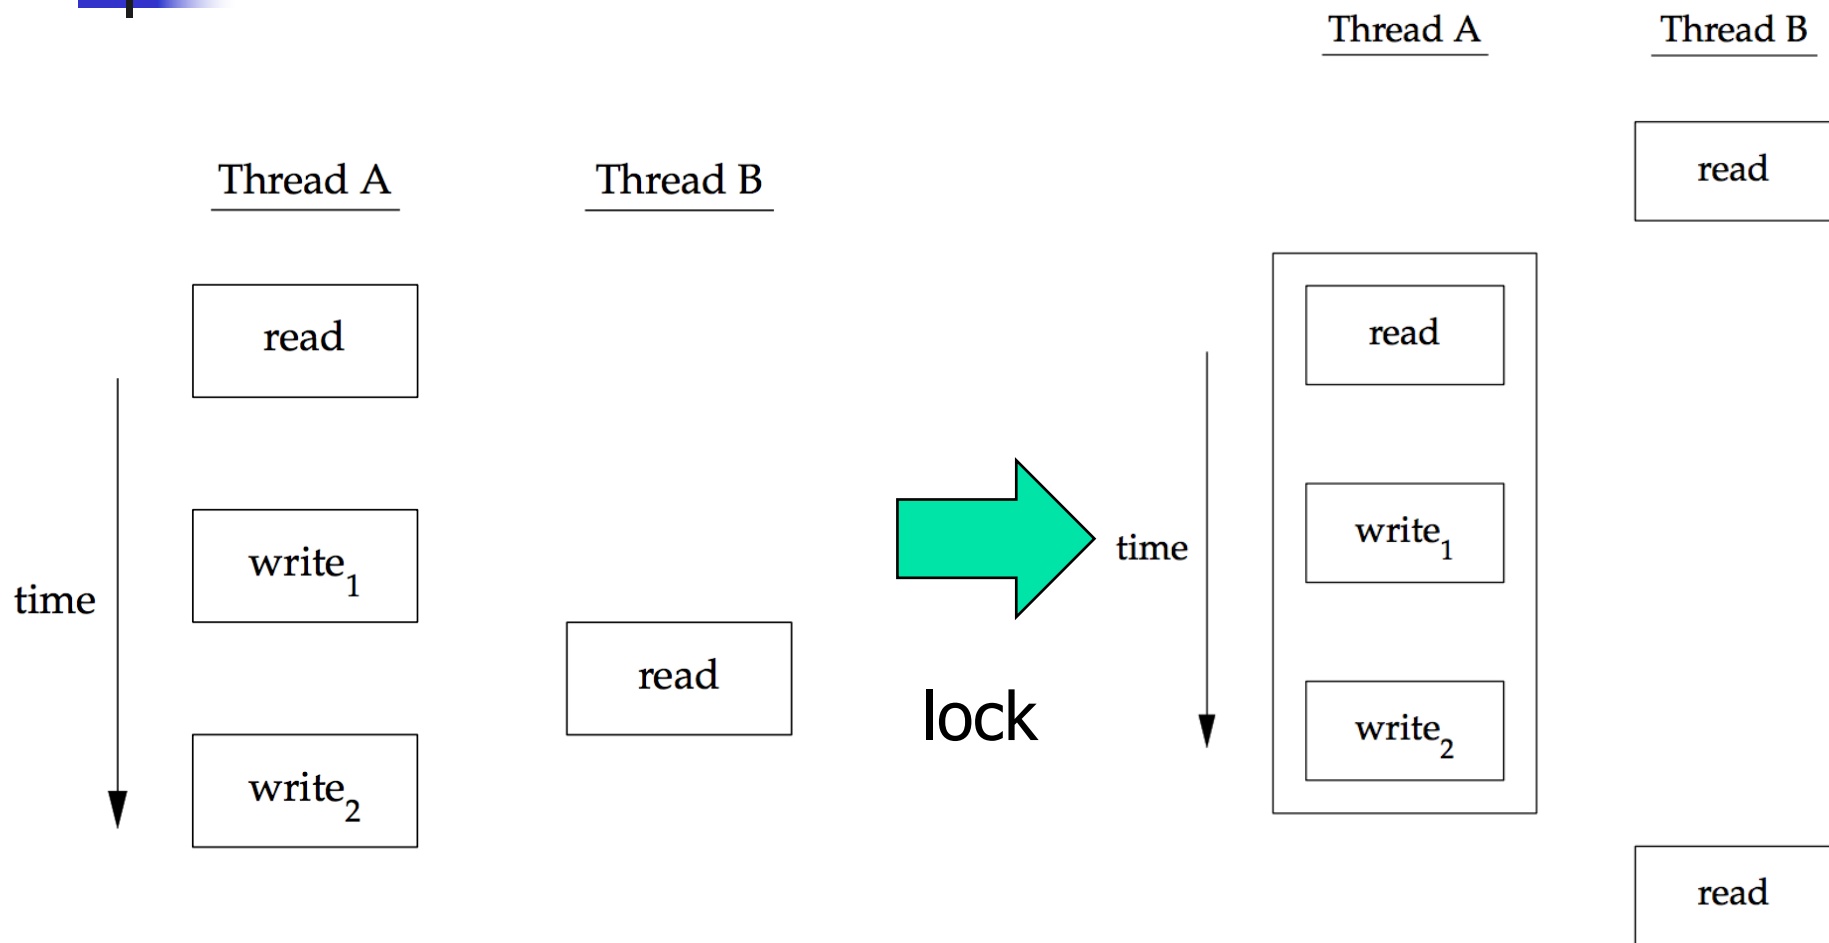 Thread A
Thread B
read
write1
read
write2
time
lock
Thread A
Thread B
read
read
write1
write2
time
read